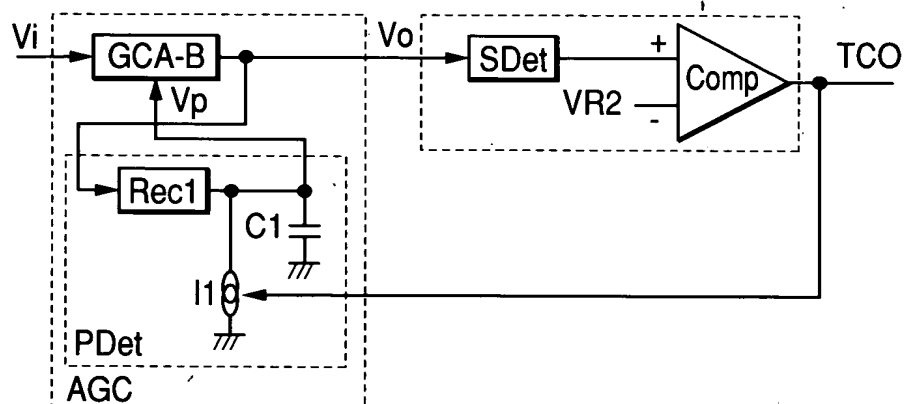 Vi
GCA-B
Vo
SDet
+
Comp
TCO
Vp
VR2
-
Rec1
C1
I1
PDet
AGC